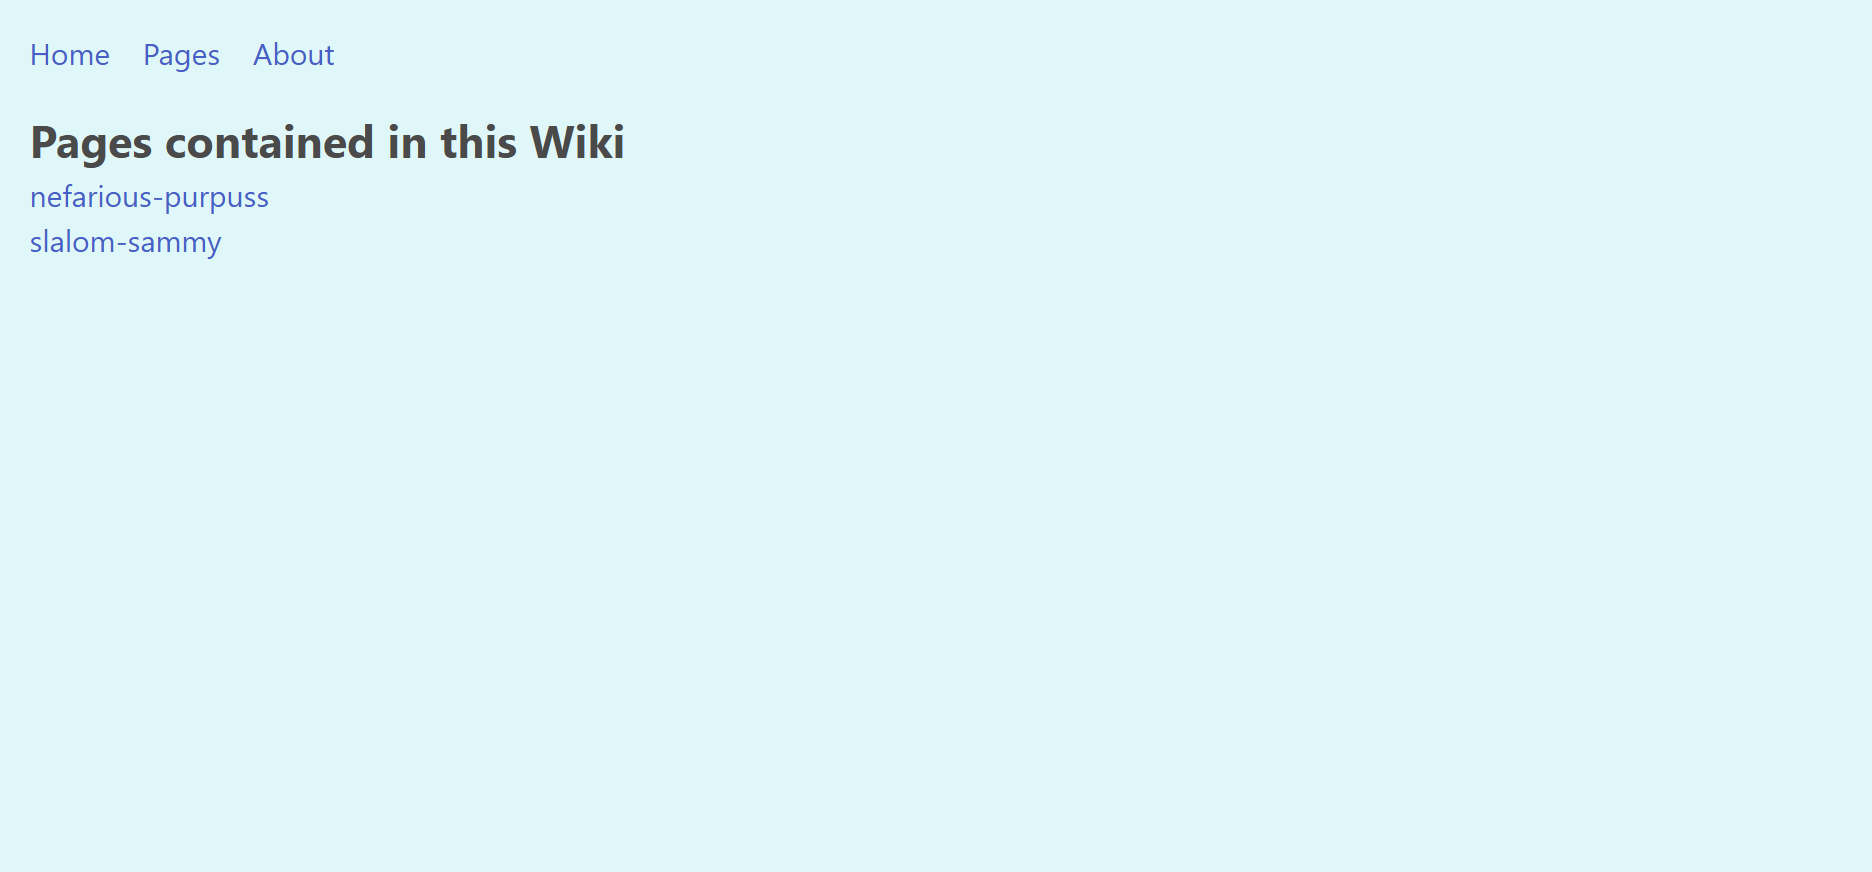 Home Pages About
Pages contained in this Wiki
nefarious-purpuss
slalom-sammy